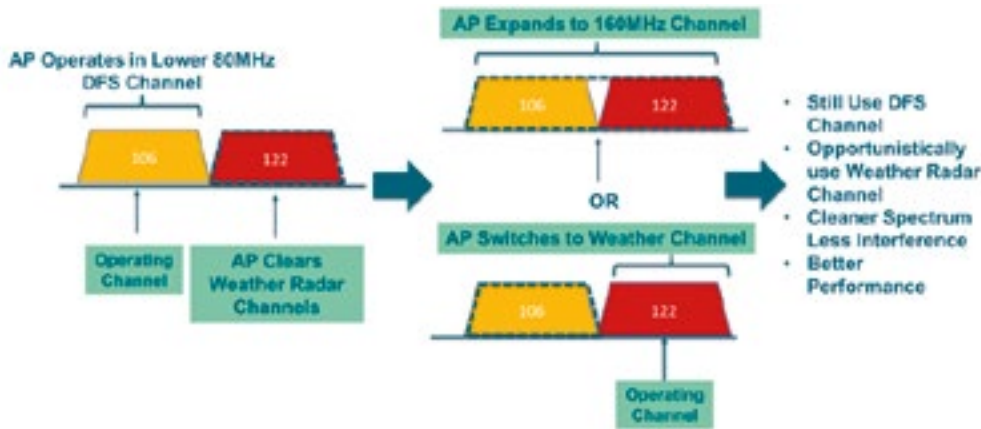 AP Operates in Lower 80MHz
DFS Channel
106
122
Operating
Channel
AP Clears
Weather Radar
Channels
AP Expands to 160MHz Channel
106
122
OR
AP Switches to Weather Channel
106
122
Operating
Channel
• Still Use DFS
Channel
• Opportunistically
use Weather Radar
Channel
• Cleaner Spectrum
Less Interference
• Better
Performance